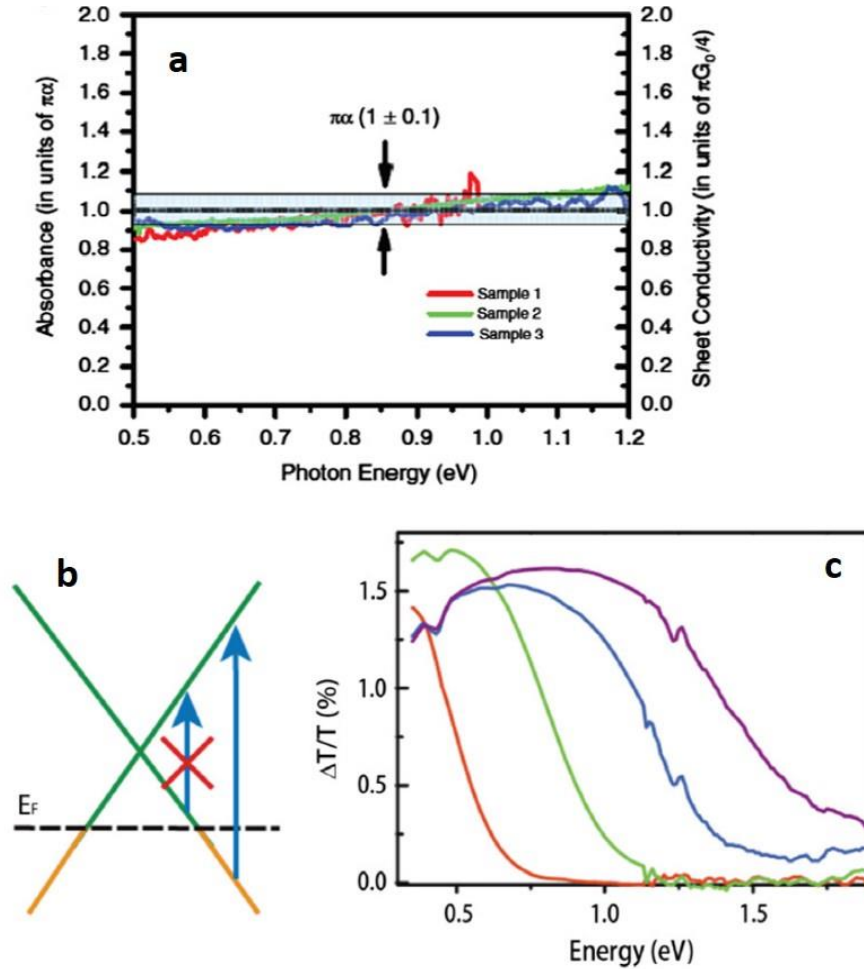 a
Absorbance (in units of πα)
Sheet Conductivity (in units of πG₀/4)
2.0
1.8
1.6
1.4
1.2
1.0
0.8
0.6
0.4
0.2
0.0
2.0
1.8
1.6
1.4
1.2
1.0
0.8
0.6
0.4
0.2
0.0
πα (1 ± 0.1)
Sample 1
Sample 2
Sample 3
0.5 0.6 0.7 0.8 0.9 1.0 1.1 1.2
Photon Energy (eV)
b
EF
c
ΔT/T (%)
1.5
1.0
0.5
0.0
0.5 1.0 1.5
Energy (eV)